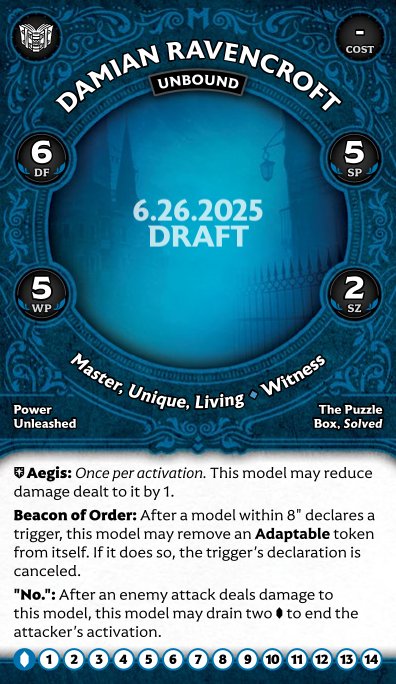 -
COST
DAMIAN RAVENCROFT
UNBOUND
6
DF
5
SP
6.26.2025
DRAFT
5
WP
2
SZ
Master, Unique, Living ♦ Witness
Power
Unleashed
The Puzzle
Box, Solved
Aegis: Once per activation. This model may reduce
damage dealt to it by 1.
Beacon of Order: After a model within 8" declares a
trigger, this model may remove an Adaptable token
from itself. If it does so, the trigger's declaration is
canceled.
"No.": After an enemy attack deals damage to
this model, this model may drain two ⬧ to end the
attacker's activation.
1 2 3 4 5 6 7 8 9 10 11 12 13 14